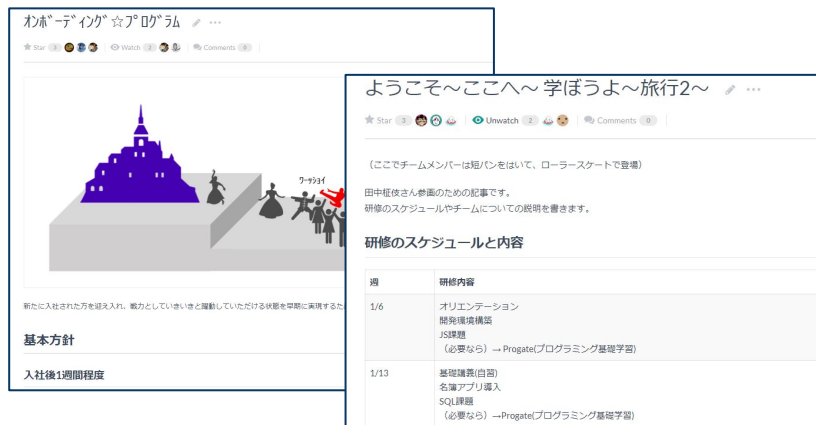 ｵﾝﾎﾞｰﾃﾞｨﾝｸﾞ☆ﾌﾟﾛｸﾞﾗﾑ
Star 3 Watch 2 Comments 0
ﾜｰｯｼｮｲ
新たに入社された方を迎え入れ、戦力としていきいきと躍動していただける状態を早期に実現するた
基本方針
入社後1週間程度
ようこそ～ここへ～ 学ぼうよ～旅行2～
Star 3 Unwatch 2 Comments 0
（ここでチームメンバーは短パンをはいて、ローラースケートで登場）
田中柾伎さん参画のための記事です。
研修のスケジュールやチームについての説明を書きます。
研修のスケジュールと内容
週 研修内容
1/6 オリエンテーション
開発環境構築
JS課題
（必要なら）→ Progate(プログラミング基礎学習)
1/13 基礎講義(自習)
名簿アプリ導入
SQL課題
（必要なら）→Progate(プログラミング基礎学習)